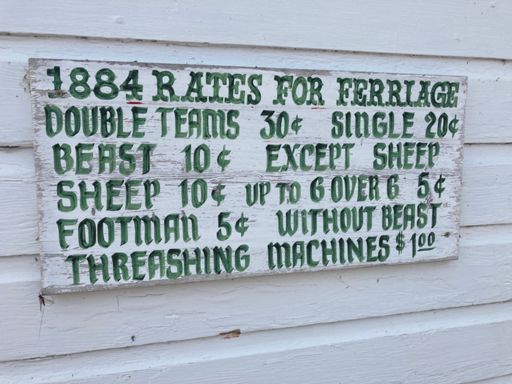 1884 RATES FOR FERRIAGE
DOUBLE TEAMS 30¢ SINGLE 20¢
BEAST 10¢ EXCEPT SHEEP
SHEEP 10¢ UP TO 6 OVER 6 5¢
FOOTMAN 5¢ WITHOUT BEAST
THREASHING MACHINES $1.00